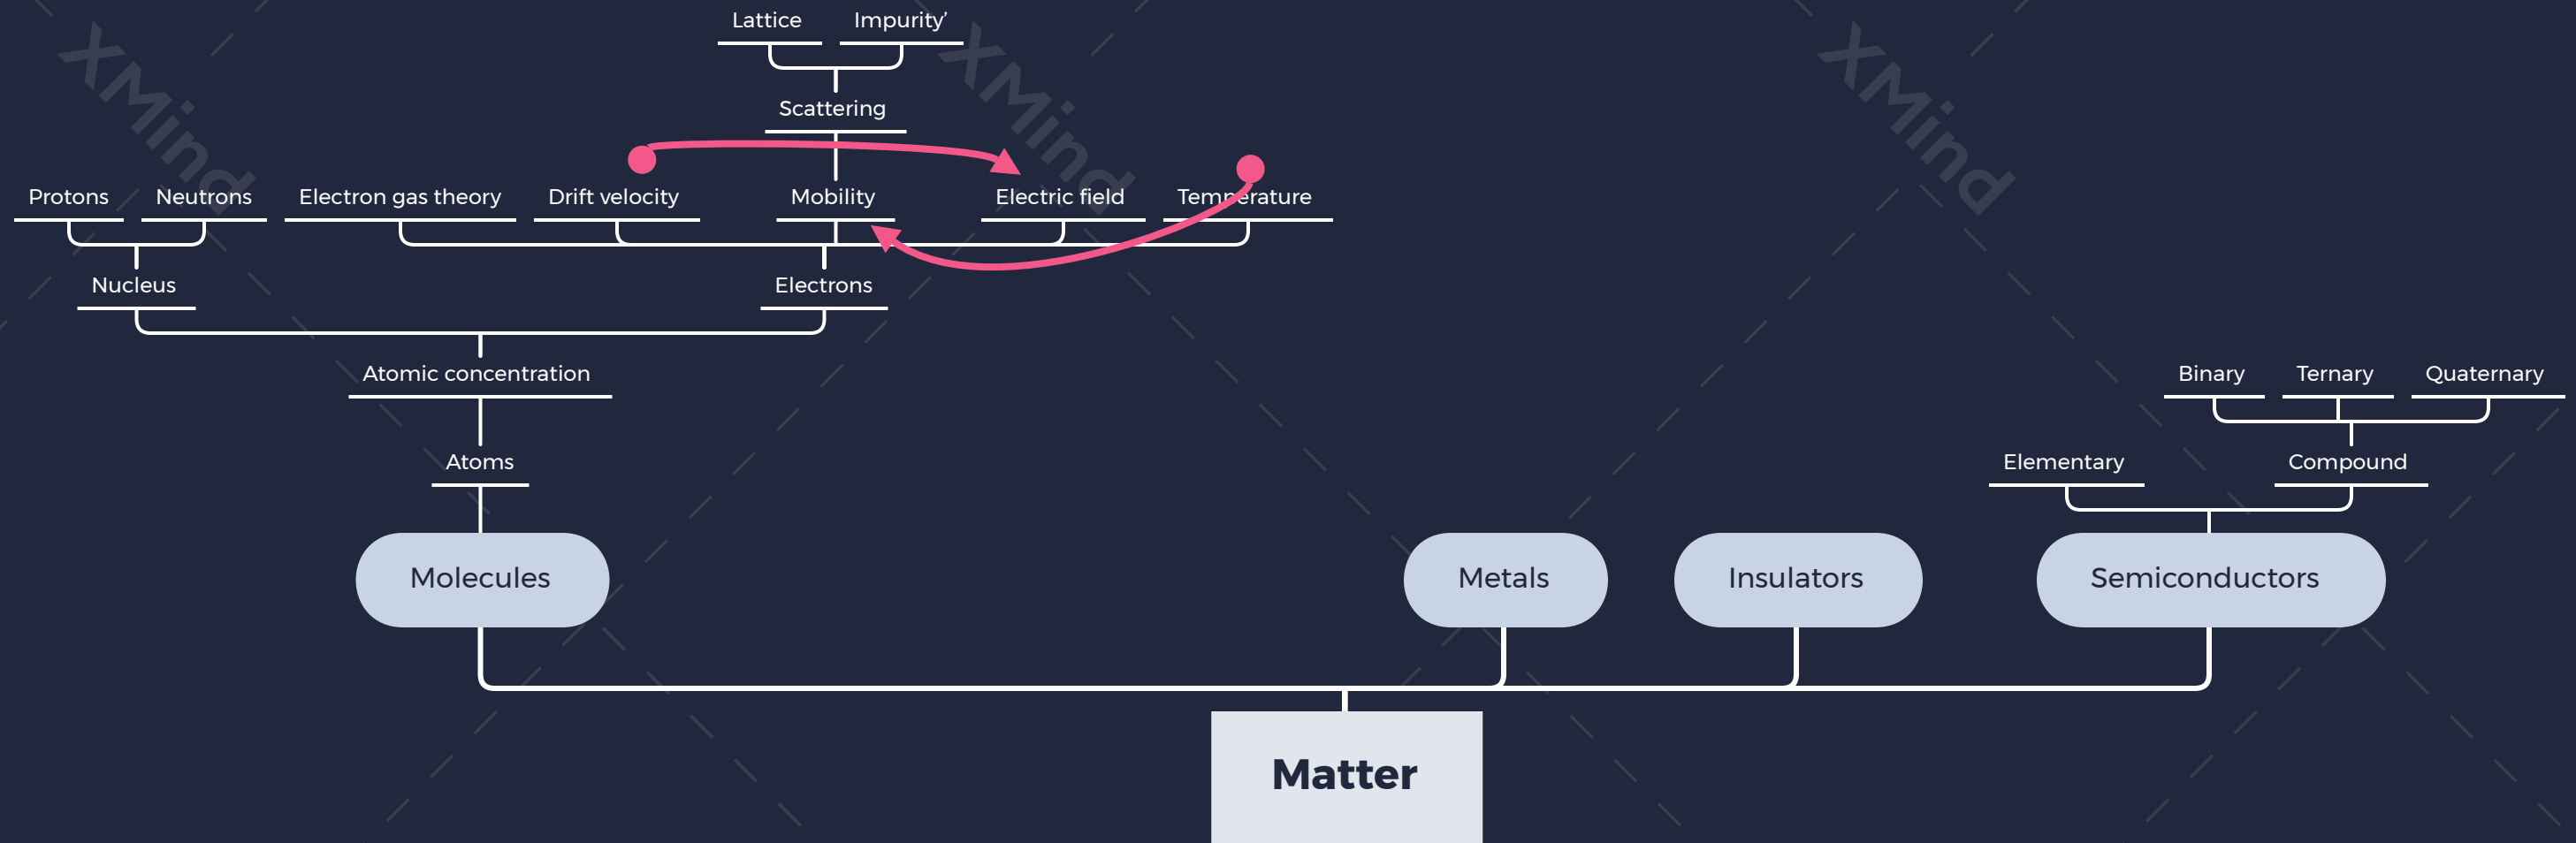 Lattice
Impurity’
XMind
XMind
XMind
Scattering
Protons
Neutrons
Electron gas theory
Drift velocity
Mobility
Electric field
Temperature
Nucleus
Electrons
Atomic concentration
Binary
Ternary
Quaternary
Atoms
Elementary
Compound
Molecules
Metals
Insulators
Semiconductors
Matter